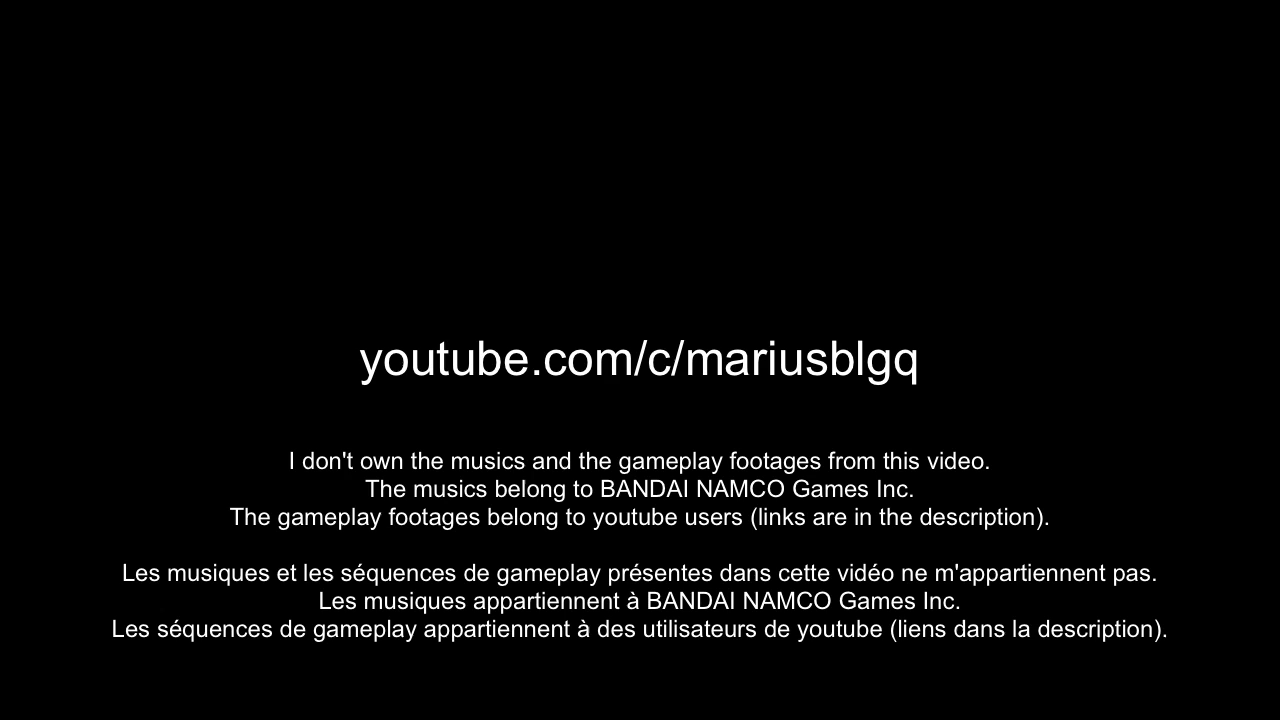 youtube.com/c/mariusblgq
I don't own the musics and the gameplay footages from this video.
The musics belong to BANDAI NAMCO Games Inc.
The gameplay footages belong to youtube users (links are in the description).
Les musiques et les séquences de gameplay présentes dans cette vidéo ne m'appartiennent pas.
Les musiques appartiennent à BANDAI NAMCO Games Inc.
Les séquences de gameplay appartiennent à des utilisateurs de youtube (liens dans la description).